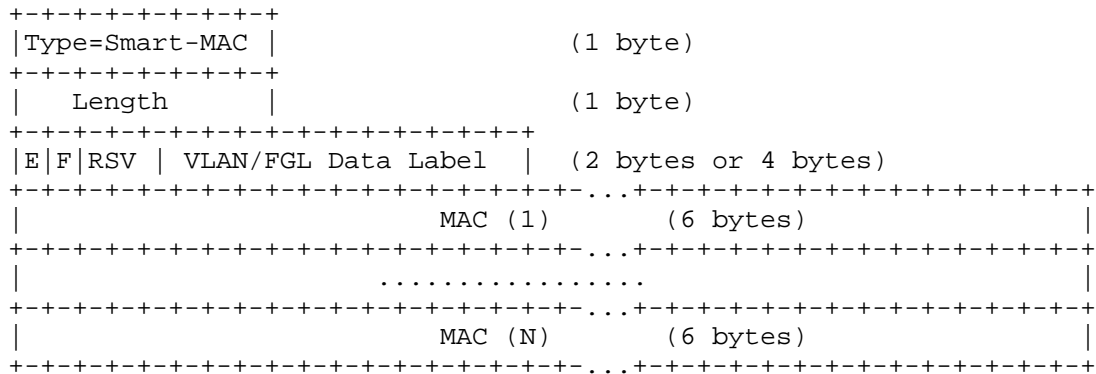 +-+-+-+-+-+-+-+-+
|Type=Smart-MAC |                  (1 byte)
+-+-+-+-+-+-+-+-+
|   Length      |                  (1 byte)
+-+-+-+-+-+-+-+-+-+-+-+-+-+-+-+-+
|E|F|RSV | VLAN/FGL Data Label  |  (2 bytes or 4 bytes)
+-+-+-+-+-+-+-+-+-+-+-+-+-+-+-+-+-+-...+-+-+-+-+-+-+-+-+-+-+-+-+-+-+
|                          MAC (1)       (6 bytes)                 |
+-+-+-+-+-+-+-+-+-+-+-+-+-+-+-+-+-+-...+-+-+-+-+-+-+-+-+-+-+-+-+-+-+
|                      .................                           |
+-+-+-+-+-+-+-+-+-+-+-+-+-+-+-+-+-+-...+-+-+-+-+-+-+-+-+-+-+-+-+-+-+
|                          MAC (N)       (6 bytes)                 |
+-+-+-+-+-+-+-+-+-+-+-+-+-+-+-+-+-+-...+-+-+-+-+-+-+-+-+-+-+-+-+-+-+